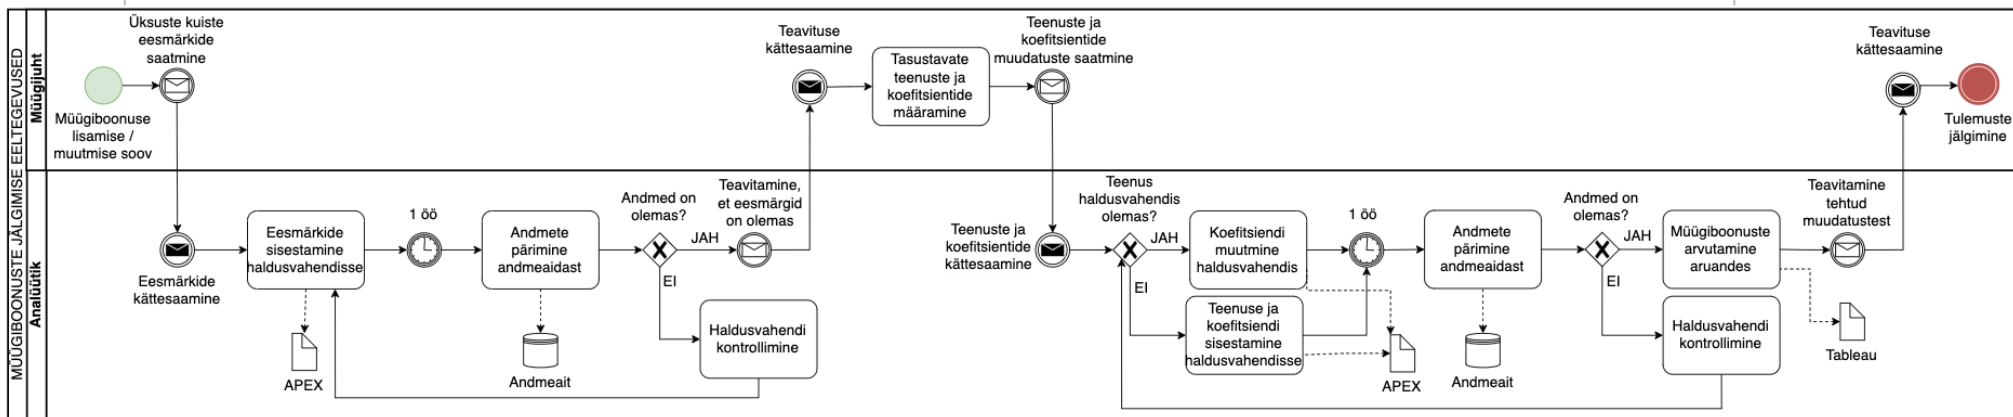 MÜÜGIBOONUSTE JÄLGIMISE EELTEGEVUSED
Müügijuht
Müügiboonuse
lisamise /
muutmise soov
Üksuste kuiste
eesmärkide
saatmine
Teavituse
kättesaamine
Tasustavate
teenuste ja
koefitsientide
määramine
Teenuste ja
koefitsientide
muudatuste saatmine
Teavituse
kättesaamine
Tulemuste
jälgimine
Analüütik
Eesmärkide
kättesaamine
Eesmärkide
sisestamine
haldusvahendisse
APEX
1 öö
Andmete
pärimine
andmeaidast
Andmeait
Andmed on
olemas?
JAH
EI
Haldusvahendi
kontrollimine
Teavitamine,
et eesmärgid
on olemas
Teenuste ja
koefitsientide
kättesaamine
Teenus
haldusvahendis
olemas?
JAH
EI
Koefitsiendi
muutmine
haldusvahendis
Teenuse ja
koefitsiendi
sisestamine
haldusvahendisse
APEX
1 öö
Andmete
pärimine
andmeaidast
Andmeait
Andmed on
olemas?
JAH
EI
Müügiboonuste
arvutamine
aruandes
Haldusvahendi
kontrollimine
Tableau
Teavitamine
tehtud
muudatustest